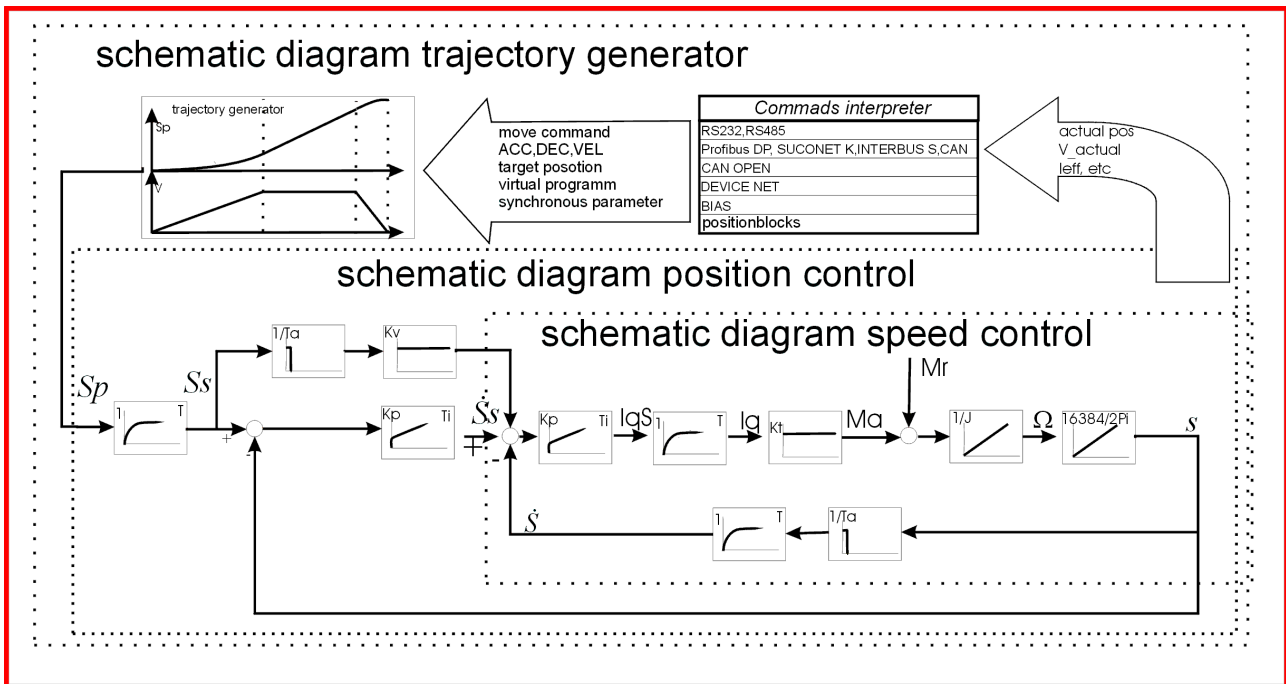 schematic diagram trajectory generator
trajectory generator
Sp
V
move command
ACC,DEC,VEL
target posotion
virtual programm
synchronous parameter
Commads interpreter
RS232,RS485
Profibus DP, SUCONET K,INTERBUS S,CAN
CAN OPEN
DEVICE NET
BIAS
positionblocks
actual pos
V_actual
Ieff, etc
schematic diagram position control
schematic diagram speed control
1/Ta
Kv
Mr
Sp
1 T
Ss
+
-
Kp Ti
Ṡs
+
-
Kp Ti
IqS
1 T
Iq
Kt
Ma
1/J
Ω
16384/2Pi
s
Ṡ
1 T
1/Ta